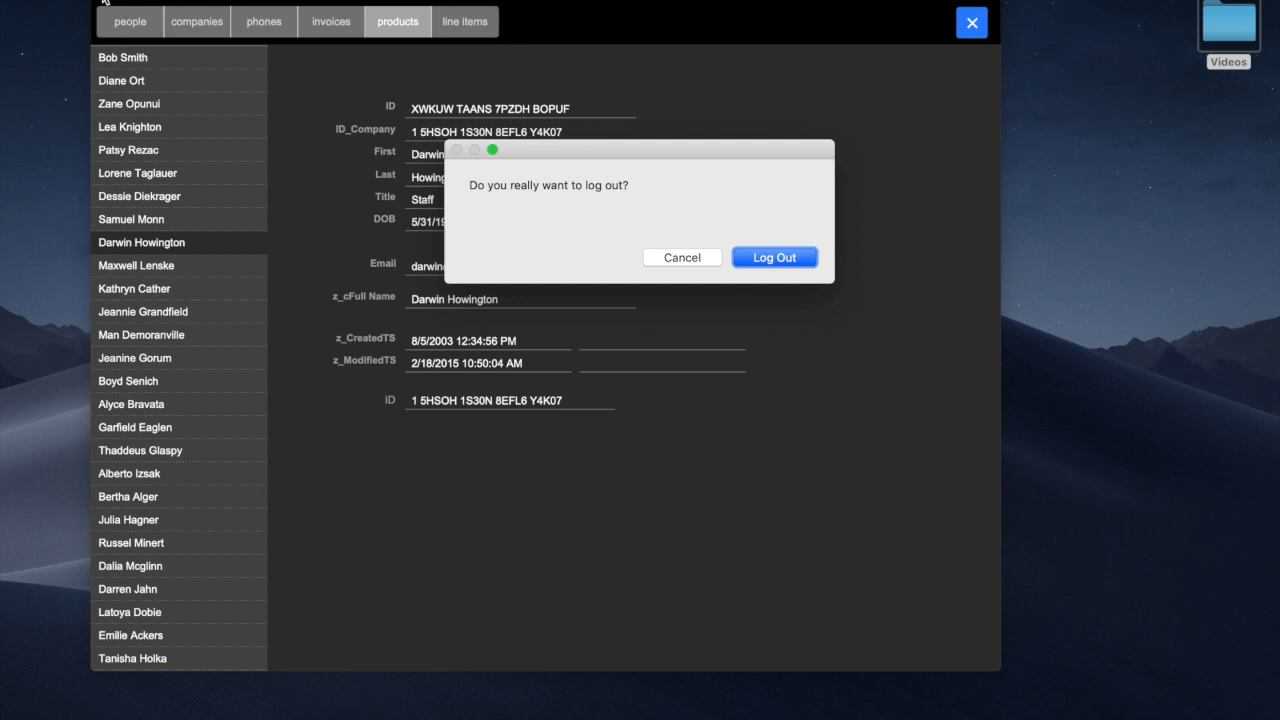 people companies phones invoices products line items
Videos
Bob Smith
Diane Ort
Zane Opunui
Lea Knighton
Patsy Rezac
Lorene Taglauer
Dessie Diekrager
Samuel Monn
Darwin Howington
Maxwell Lenske
Kathryn Cather
Jeannie Grandfield
Man Demoranville
Jeanine Gorum
Boyd Senich
Alyce Bravata
Garfield Eaglen
Thaddeus Glaspy
Alberto Izsak
Bertha Alger
Julia Hagner
Russel Minert
Dalia Mcglinn
Darren Jahn
Latoya Dobie
Emilie Ackers
Tanisha Holka
ID XWKUW TAANS 7PZDH BOPUF
ID_Company 1 5HSOH 1S30N 8EFL6 Y4K07
First Darwin
Last Howing
Title Staff
DOB 5/31/19
Email darwin
z_cFull Name Darwin Howington
z_CreatedTS 8/5/2003 12:34:56 PM
z_ModifiedTS 2/18/2015 10:50:04 AM
ID 1 5HSOH 1S30N 8EFL6 Y4K07
Do you really want to log out?
Cancel Log Out